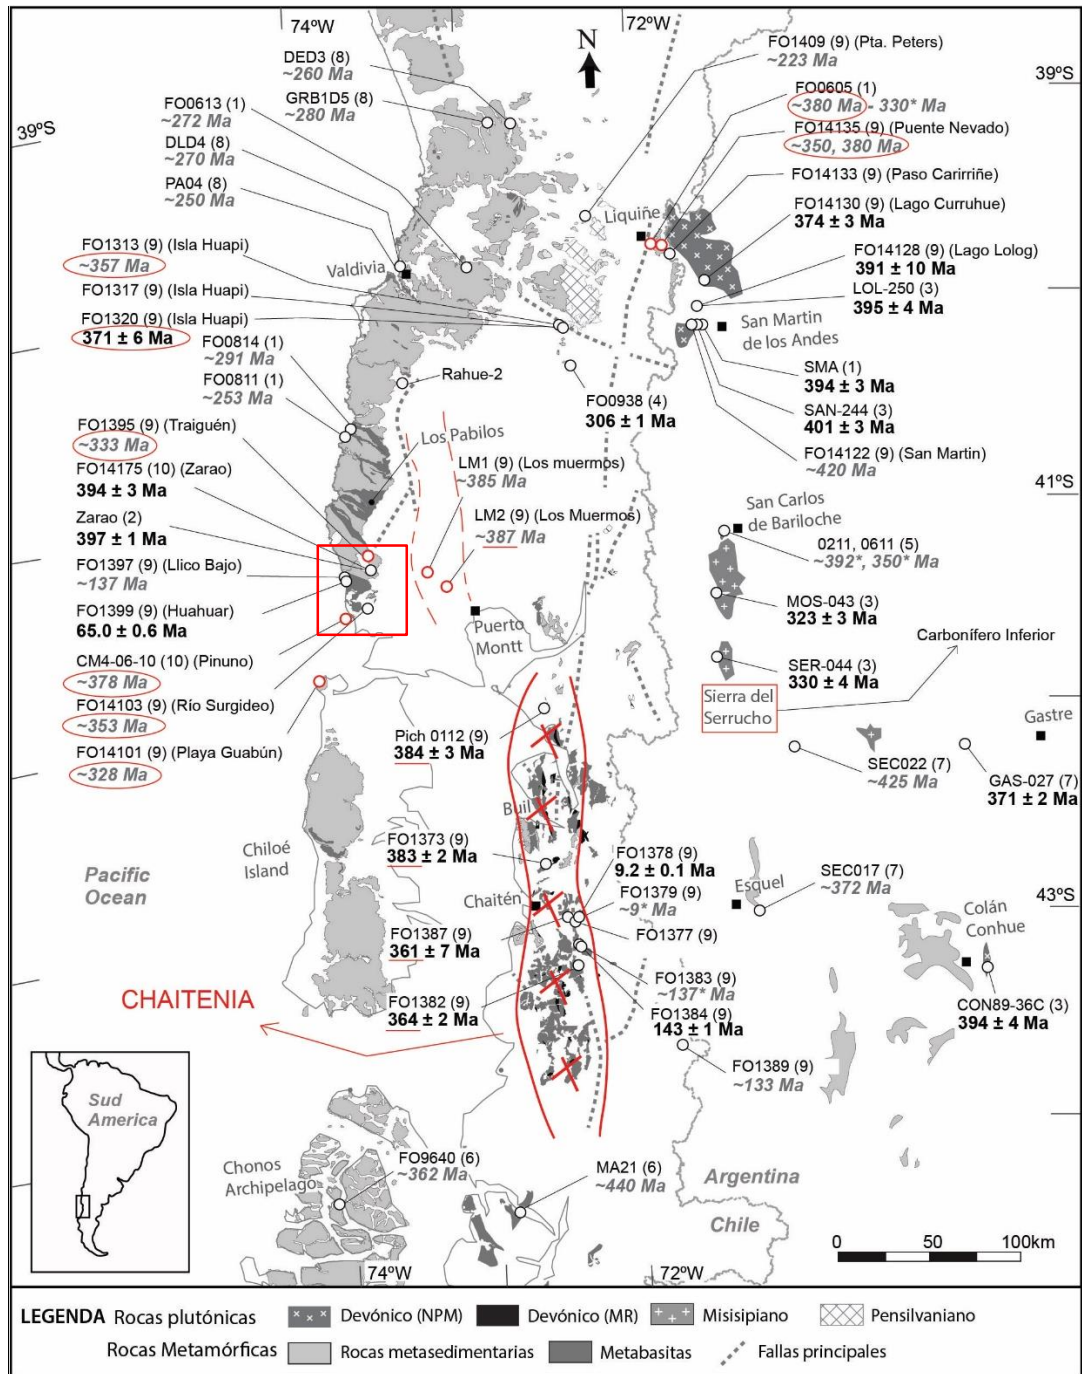 74ºW
72ºW
39ºS
39ºS
N
DED3 (8)
~260 Ma
GRB1D5 (8)
~280 Ma
FO0613 (1)
~272 Ma
DLD4 (8)
~270 Ma
PA04 (8)
~250 Ma
FO1313 (9) (Isla Huapi)
~357 Ma
FO1317 (9) (Isla Huapi)
FO1320 (9) (Isla Huapi)
371 ± 6 Ma
FO0814 (1)
~291 Ma
FO0811 (1)
~253 Ma
FO1395 (9) (Traiguén)
~333 Ma
FO14175 (10) (Zarao)
394 ± 3 Ma
Zarao (2)
397 ± 1 Ma
FO1397 (9) (Llico Bajo)
~137 Ma
FO1399 (9) (Huahuar)
65.0 ± 0.6 Ma
CM4-06-10 (10) (Pinuno)
~378 Ma
FO14103 (9) (Río Surgideo)
~353 Ma
FO14101 (9) (Playa Guabún)
~328 Ma
Valdivia
Rahue-2
Los Pabilos
LM1 (9) (Los muermos)
~385 Ma
LM2 (9) (Los Muermos)
~387 Ma
Puerto
Montt
FO1409 (9) (Pta. Peters)
~223 Ma
FO0605 (1)
~380 Ma - 330* Ma
FO14135 (9) (Puente Nevado)
~350, 380 Ma
FO14133 (9) (Paso Carirriñe)
FO14130 (9) (Lago Curruhue)
374 ± 3 Ma
FO14128 (9) (Lago Lolog)
391 ± 10 Ma
LOL-250 (3)
395 ± 4 Ma
Liquiñe
San Martin
de los Andes
FO0938 (4)
306 ± 1 Ma
SMA (1)
394 ± 3 Ma
SAN-244 (3)
401 ± 3 Ma
FO14122 (9) (San Martin)
~420 Ma
41ºS
San Carlos
de Bariloche
0211, 0611 (5)
~392*, 350* Ma
MOS-043 (3)
323 ± 3 Ma
Carbonífero Inferior
SER-044 (3)
330 ± 4 Ma
Sierra del
Serrucho
Gastre
SEC022 (7)
~425 Ma
GAS-027 (7)
371 ± 2 Ma
Pich 0112 (9)
384 ± 3 Ma
Buil
FO1373 (9)
383 ± 2 Ma
Chaitén
FO1378 (9)
9.2 ± 0.1 Ma
FO1379 (9)
~9* Ma
FO1377 (9)
FO1387 (9)
361 ± 7 Ma
FO1383 (9)
~137* Ma
FO1382 (9)
364 ± 2 Ma
FO1384 (9)
143 ± 1 Ma
FO1389 (9)
~133 Ma
Esquel
SEC017 (7)
~372 Ma
43ºS
Colán
Conhue
CON89-36C (3)
394 ± 4 Ma
Chiloé
Island
Pacific
Ocean
CHAITENIA
Sud
America
Chonos
Archipelago
FO9640 (6)
~362 Ma
MA21 (6)
~440 Ma
Argentina
Chile
0 50 100km
74ºW
72ºW
LEGENDA Rocas plutónicas Devónico (NPM) Devónico (MR) Misisipiano Pensilvaniano
Rocas Metamórficas Rocas metasedimentarias Metabasitas Fallas principales